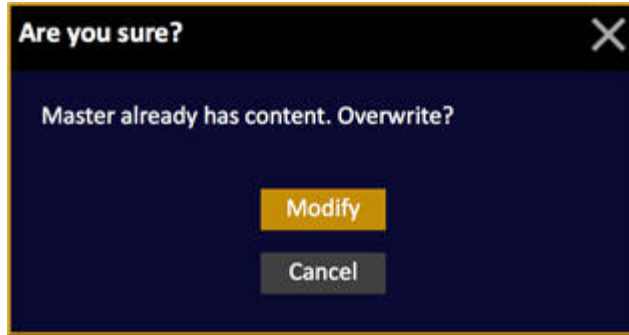 Are you sure?
Master already has content. Overwrite?
Modify
Cancel